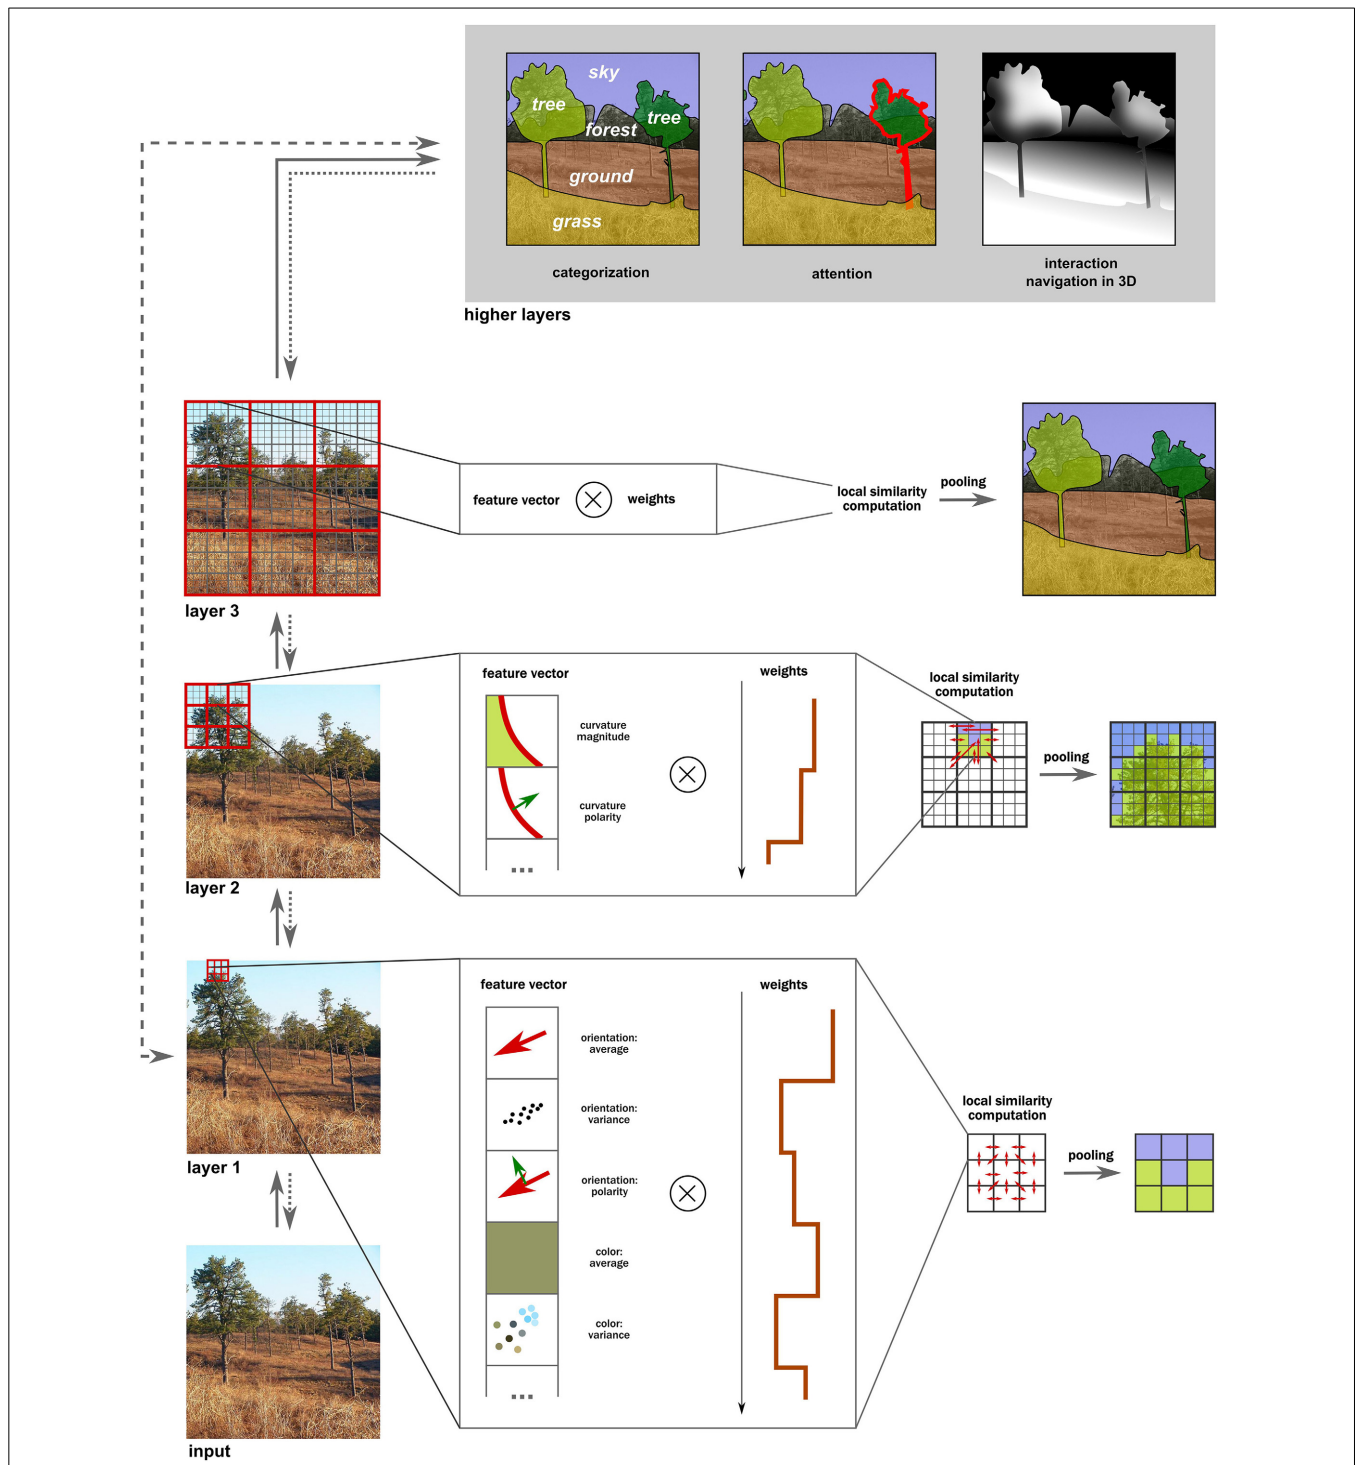 sky
tree
tree
forest
ground
grass
categorization
attention
interaction
navigation in 3D
higher layers
feature vector
weights
local similarity
computation
pooling
layer 3
feature vector
weights
curvature
magnitude
curvature
polarity
...
local similarity
computation
pooling
layer 2
feature vector
weights
orientation:
average
orientation:
variance
orientation:
polarity
color:
average
color:
variance
...
local similarity
computation
pooling
layer 1
input